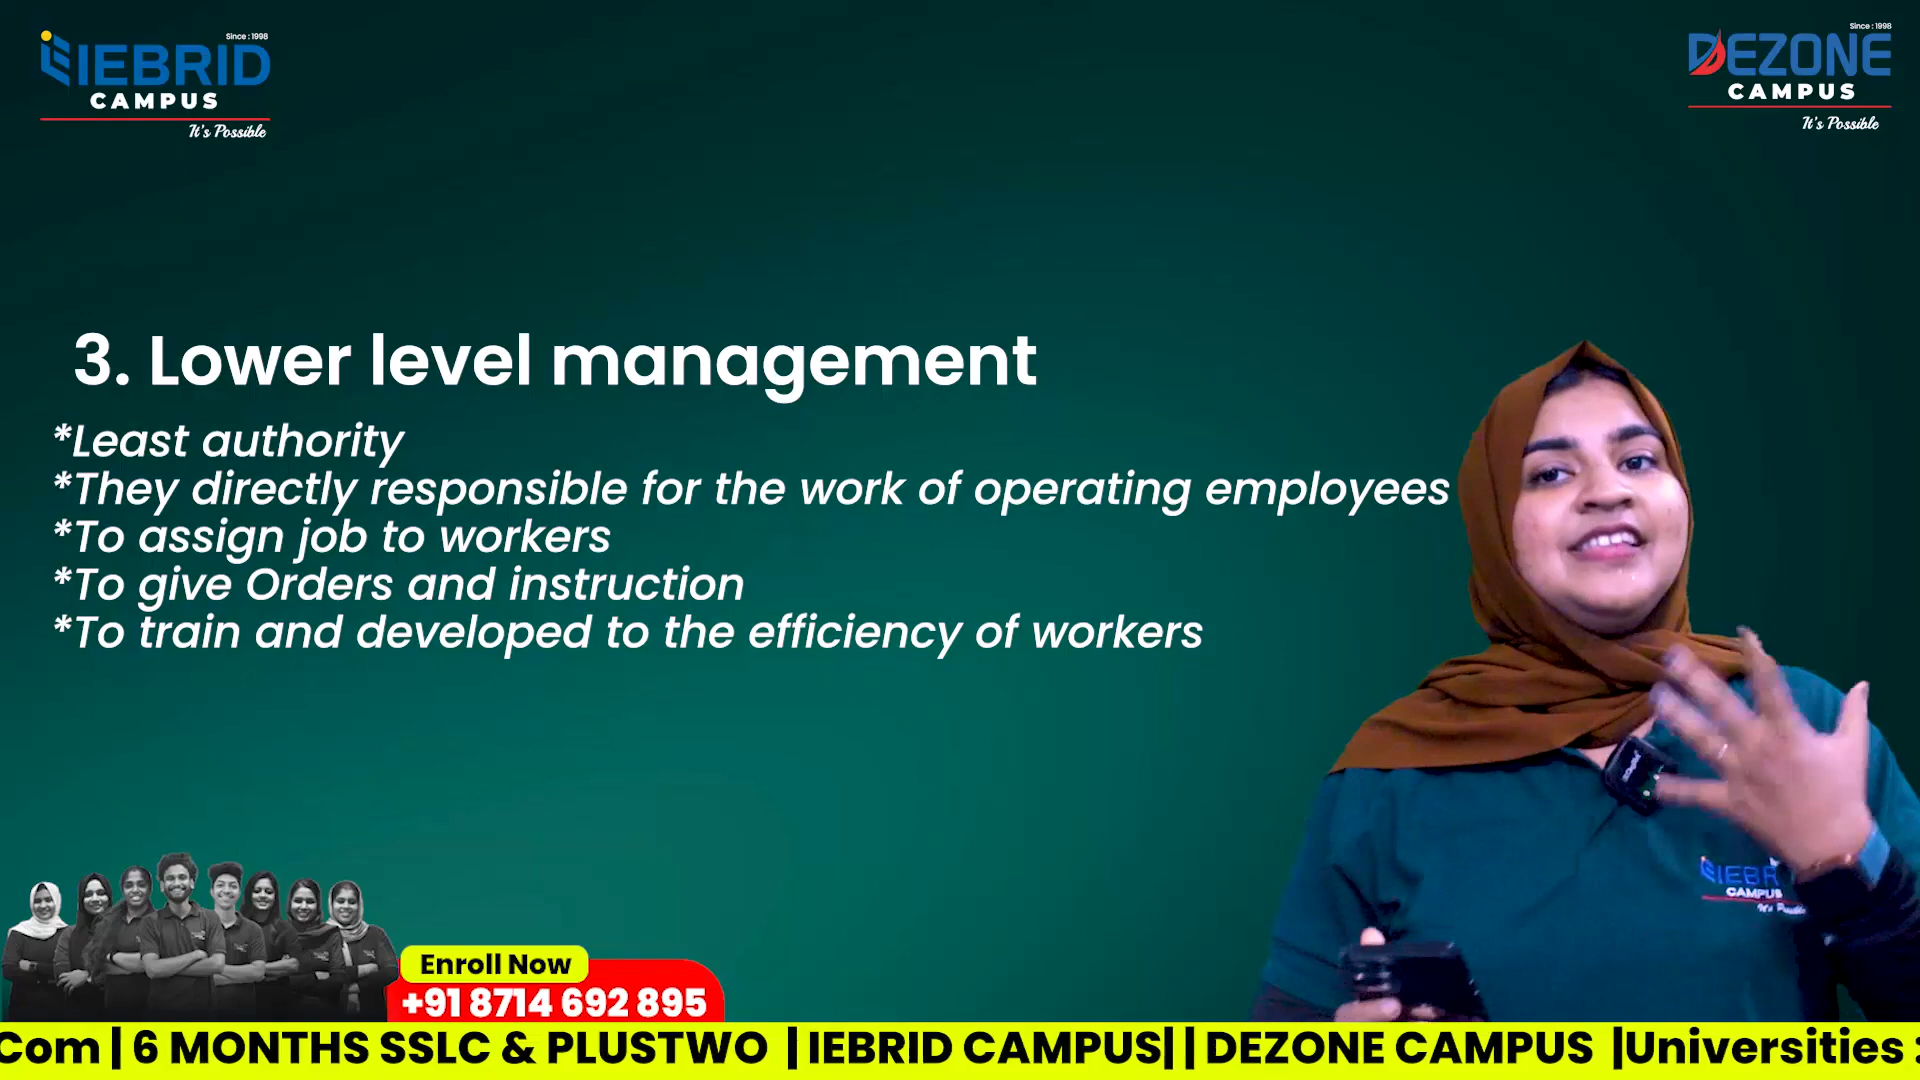 Since : 1998
IEBRID
CAMPUS
It's Possible
Since : 1998
DEZONE
CAMPUS
It's Possible
3. Lower level management
*Least authority
*They directly responsible for the work of operating employees
*To assign job to workers
*To give Orders and instruction
*To train and developed to the efficiency of workers
IEBR
CAMPUS
Enroll Now
+91 8714 692 895
Com | 6 MONTHS SSLC & PLUSTWO | IEBRID CAMPUS| | DEZONE CAMPUS |Universities :